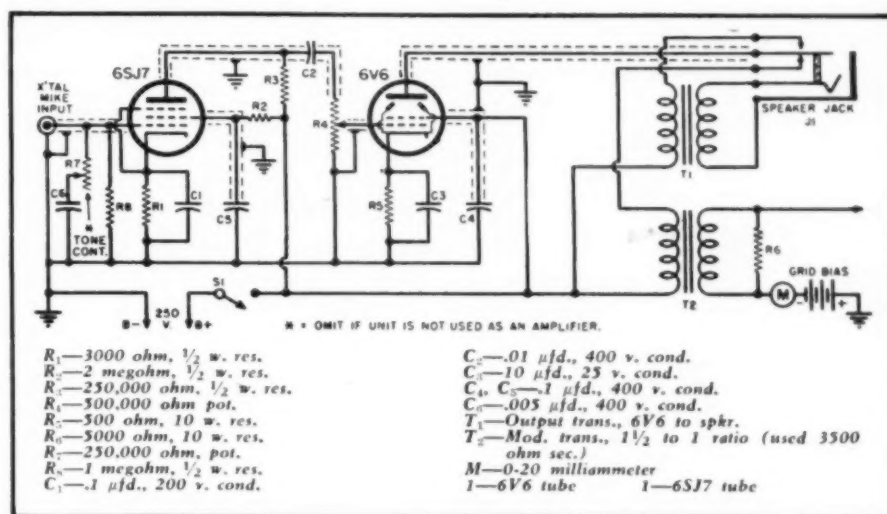 6SJ7
6V6
X'TAL
MIKE
INPUT
C2
R3
R2
R4
SPEAKER JACK
J1
T1
R7
C6
R8
R1
C1
C5
R5
C3
C4
*
TONE
CONT.
R6
T2
GRID BIAS
M
- +
S1
250
V.
B- B+
* = OMIT IF UNIT IS NOT USED AS AN AMPLIFIER.
R₁—3000 ohm, ½ w. res.
R₂—2 megohm, ½ w. res.
R₃—250,000 ohm, ½ w. res.
R₄—500,000 ohm pot.
R₅—500 ohm, 10 w. res.
R₆—5000 ohm, 10 w. res.
R₇—250,000 ohm, pot.
R₈—1 megohm, ½ w. res.
C₁—.1 µfd., 200 v. cond.
C₂—.01 µfd., 400 v. cond.
C₃—10 µfd., 25 v. cond.
C₄, C₅—.1 µfd., 400 v. cond.
C₆—.005 µfd., 400 v. cond.
T₁—Output trans., 6V6 to spkr.
T₂—Mod. trans., 1½ to 1 ratio (used 3500
ohm sec.)
M—0-20 milliammeter
1—6V6 tube 1—6SJ7 tube